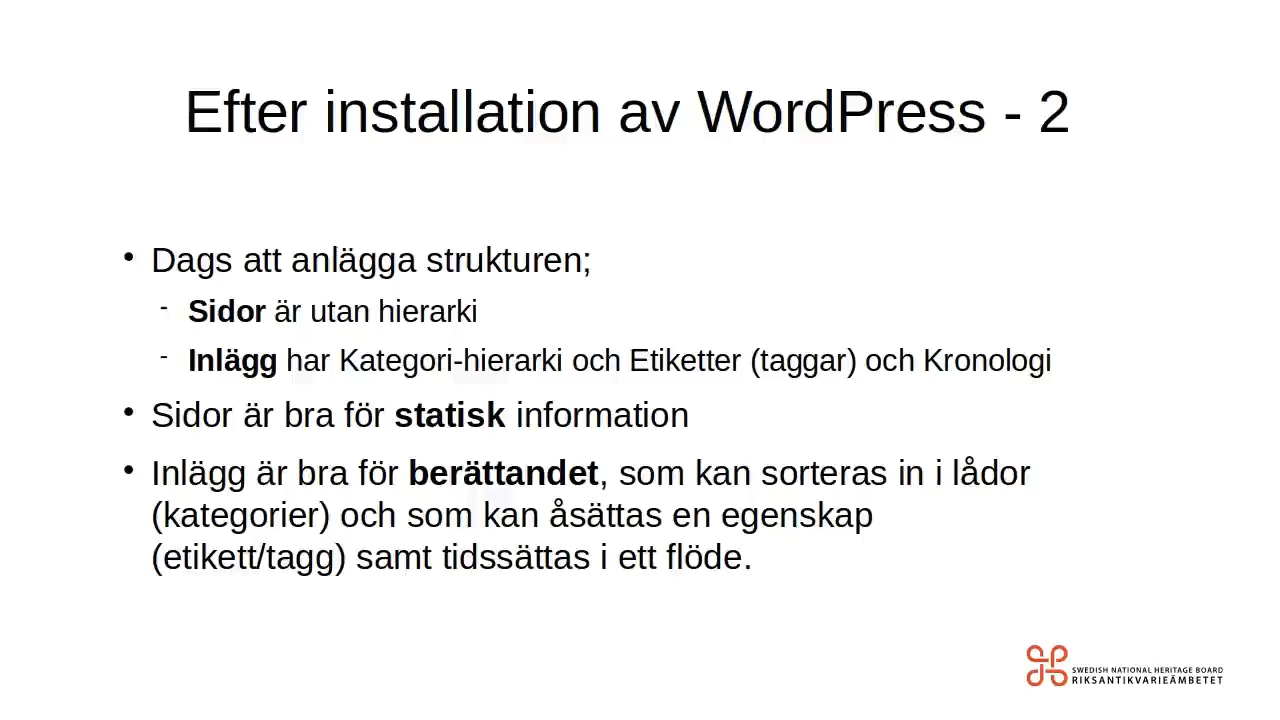 Efter installation av WordPress - 2
• Dags att anlägga strukturen;
- Sidor är utan hierarki
- Inlägg har Kategori-hierarki och Etiketter (taggar) och Kronologi
• Sidor är bra för statisk information
• Inlägg är bra för berättandet, som kan sorteras in i lådor
(kategorier) och som kan åsättas en egenskap
(etikett/tagg) samt tidssättas i ett flöde.
SWEDISH NATIONAL HERITAGE BOARD
RIKSANTIKVARIEÄMBETET